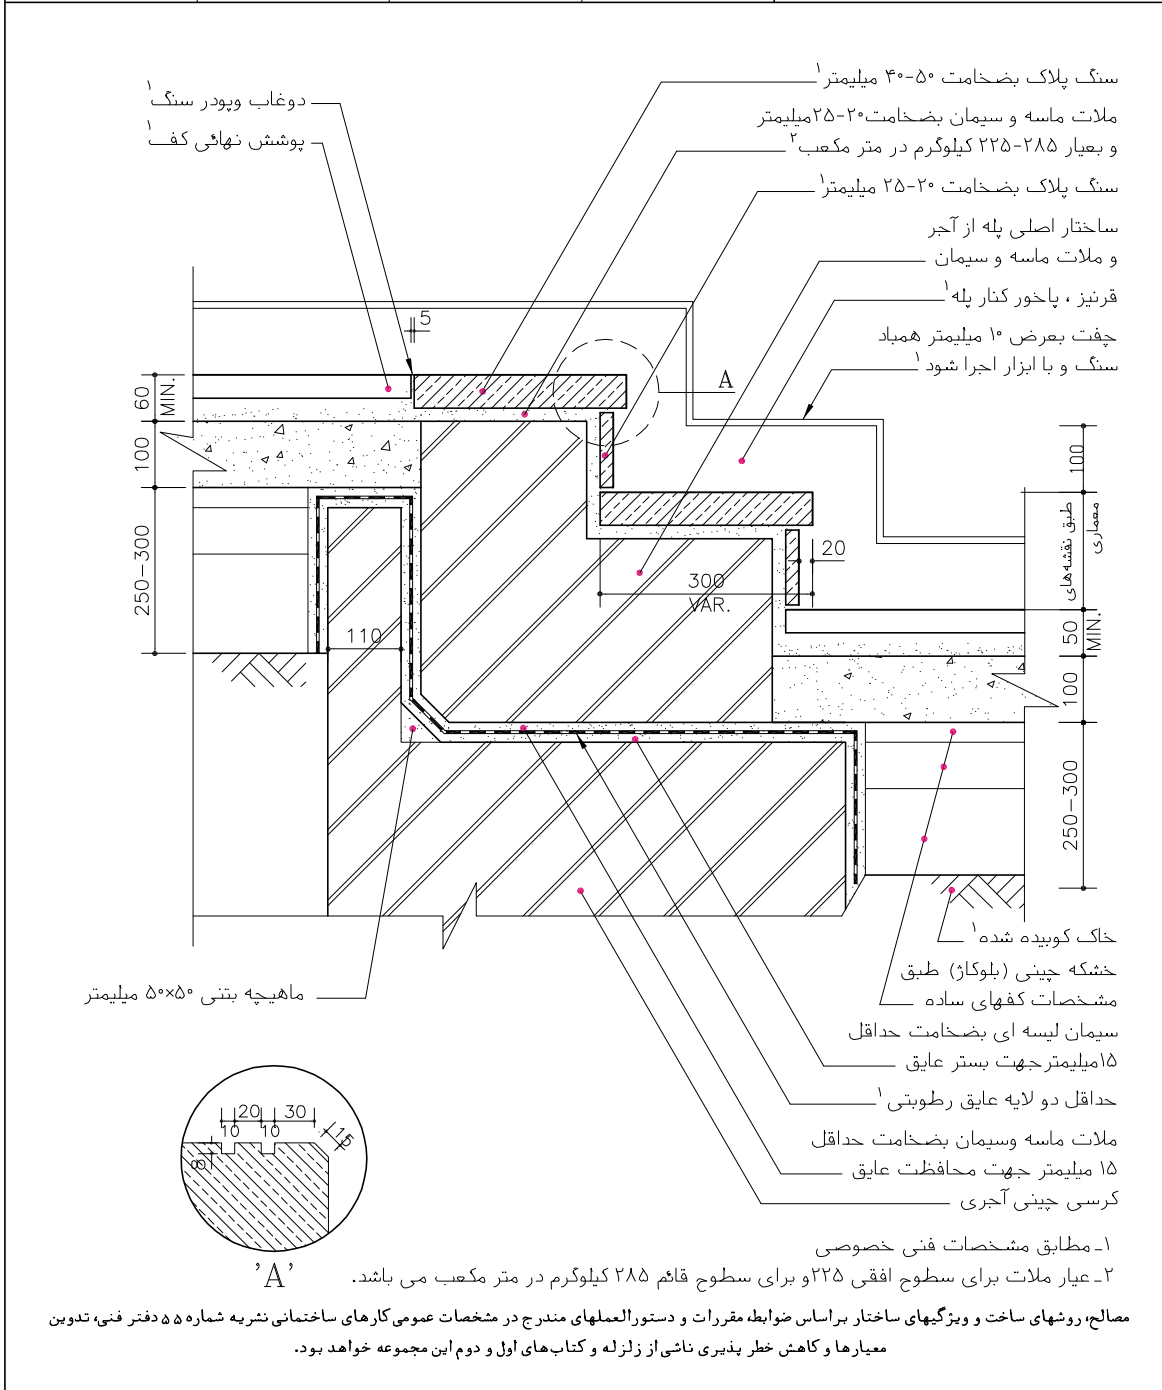 سنگ پلاک بضخامت ۵۰-۴۰ میلیمتر۱
ملات ماسه و سیمان بضخامت۲۰-۲۵میلیمتر
و بعیار ۲۸۵-۲۲۵ کیلوگرم در متر مکعب۲
سنگ پلاک بضخامت ۲۰-۲۵ میلیمتر۱
ساختار اصلی پله از آجر
و ملات ماسه و سیمان
قرنیز ، پاخور کنار پله۱
چفت بعرض ۱۰ میلیمتر همباد
سنگ و با ابزار اجرا شود۱
دوغاب وپودر سنگ۱
پوشش نهائی کف۱
5
A
60
MIN.
100
250-300
110
300
VAR.
20
100
طبق نقشه‌های
معماری
50
MIN.
100
250-300
خاک کوبیده شده۱
خشکه چینی (بلوکاژ) طبق
مشخصات کفهای ساده
سیمان لیسه ای بضخامت حداقل
۱۵میلیمتر جهت بستر عایق
حداقل دو لایه عایق رطوبتی۱
ملات ماسه وسیمان بضخامت حداقل
۱۵ میلیمتر جهت محافظت عایق
کرسی چینی آجری
ماهیچه بتنی ۵۰×۵۰ میلیمتر
20
30
10
10
15
8
'A'
۱ـ مطابق مشخصات فنی خصوصی
۲ـ عیار ملات برای سطوح افقی ۲۲۵و برای سطوح قائم ۲۸۵ کیلوگرم در متر مکعب می باشد.
مصالح، روشهای ساخت و ویژگیهای ساختار براساس ضوابط، مقررات و دستورالعملهای مندرج در مشخصات عمومی کارهای ساختمانی نشریه شماره ۵۵ دفتر فنی، تدوین
معیارها و کاهش خطر پذیری ناشی از زلزله و کتاب‌های اول و دوم این مجموعه خواهد بود.